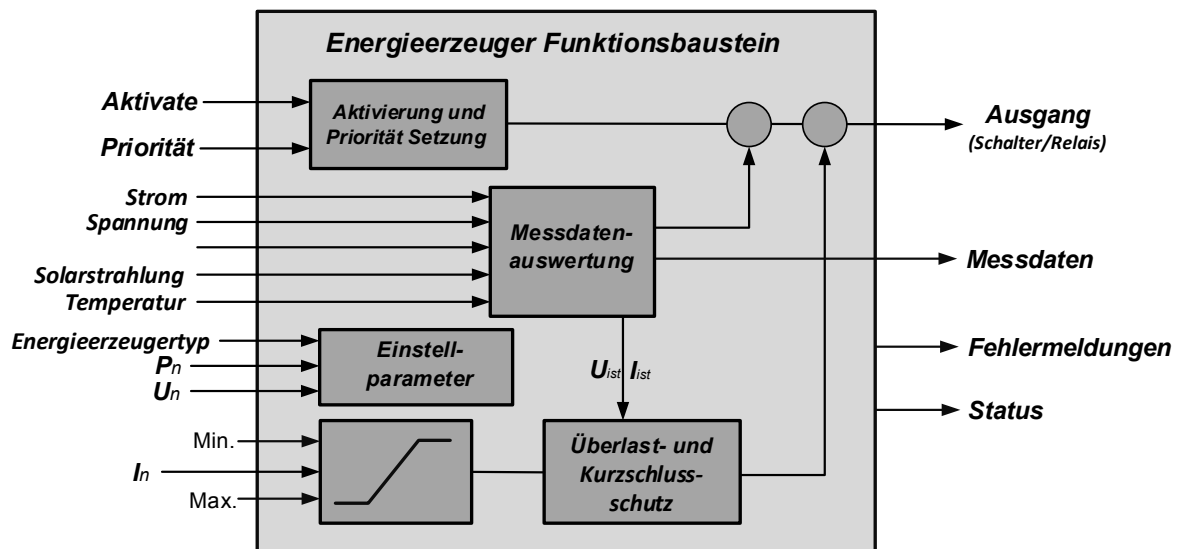 Energieerzeuger Funktionsbaustein
Aktivate
Priorität
Aktivierung und
Priorität Setzung
Ausgang
(Schalter/Relais)
Strom
Spannung
Solarstrahlung
Temperatur
Messdaten-
auswertung
Messdaten
Energieerzeugertyp
Pn
Un
Einstell-
parameter
Uist Iist
Fehlermeldungen
Status
Min.
In
Max.
Überlast- und
Kurzschluss-
schutz